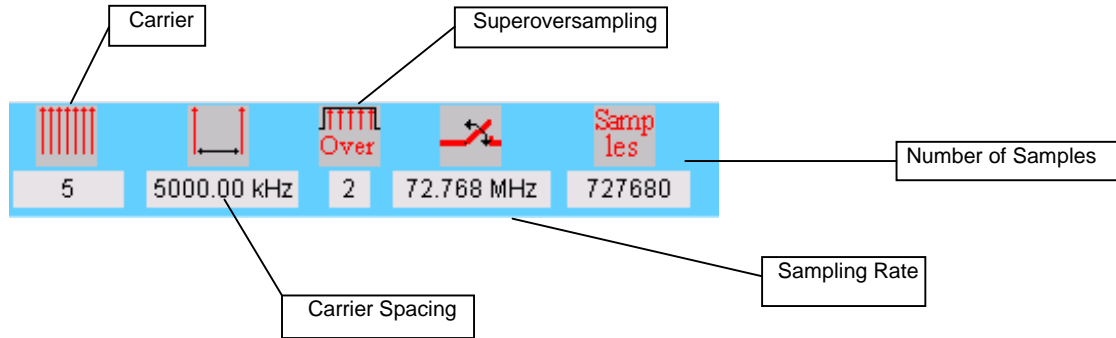 Carrier
Superoversampling
Over
Samp
les
5
5000.00 kHz
2
72.768 MHz
727680
Number of Samples
Sampling Rate
Carrier Spacing